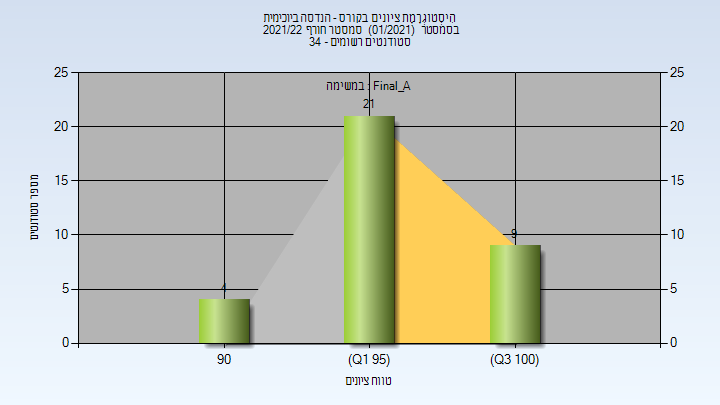 היסטוגרמת ציונים בקורס - הנדסה ביוכימית
בסמסטר (01/2021) סמסטר חורף 2021/22
סטודנטים רשומים - 34
במשימה : Final_A
25
20
15
10
5
0
25
20
15
10
5
0
4
21
9
90
(Q1 95)
(Q3 100)
מספר סטודנטים
טווח ציונים